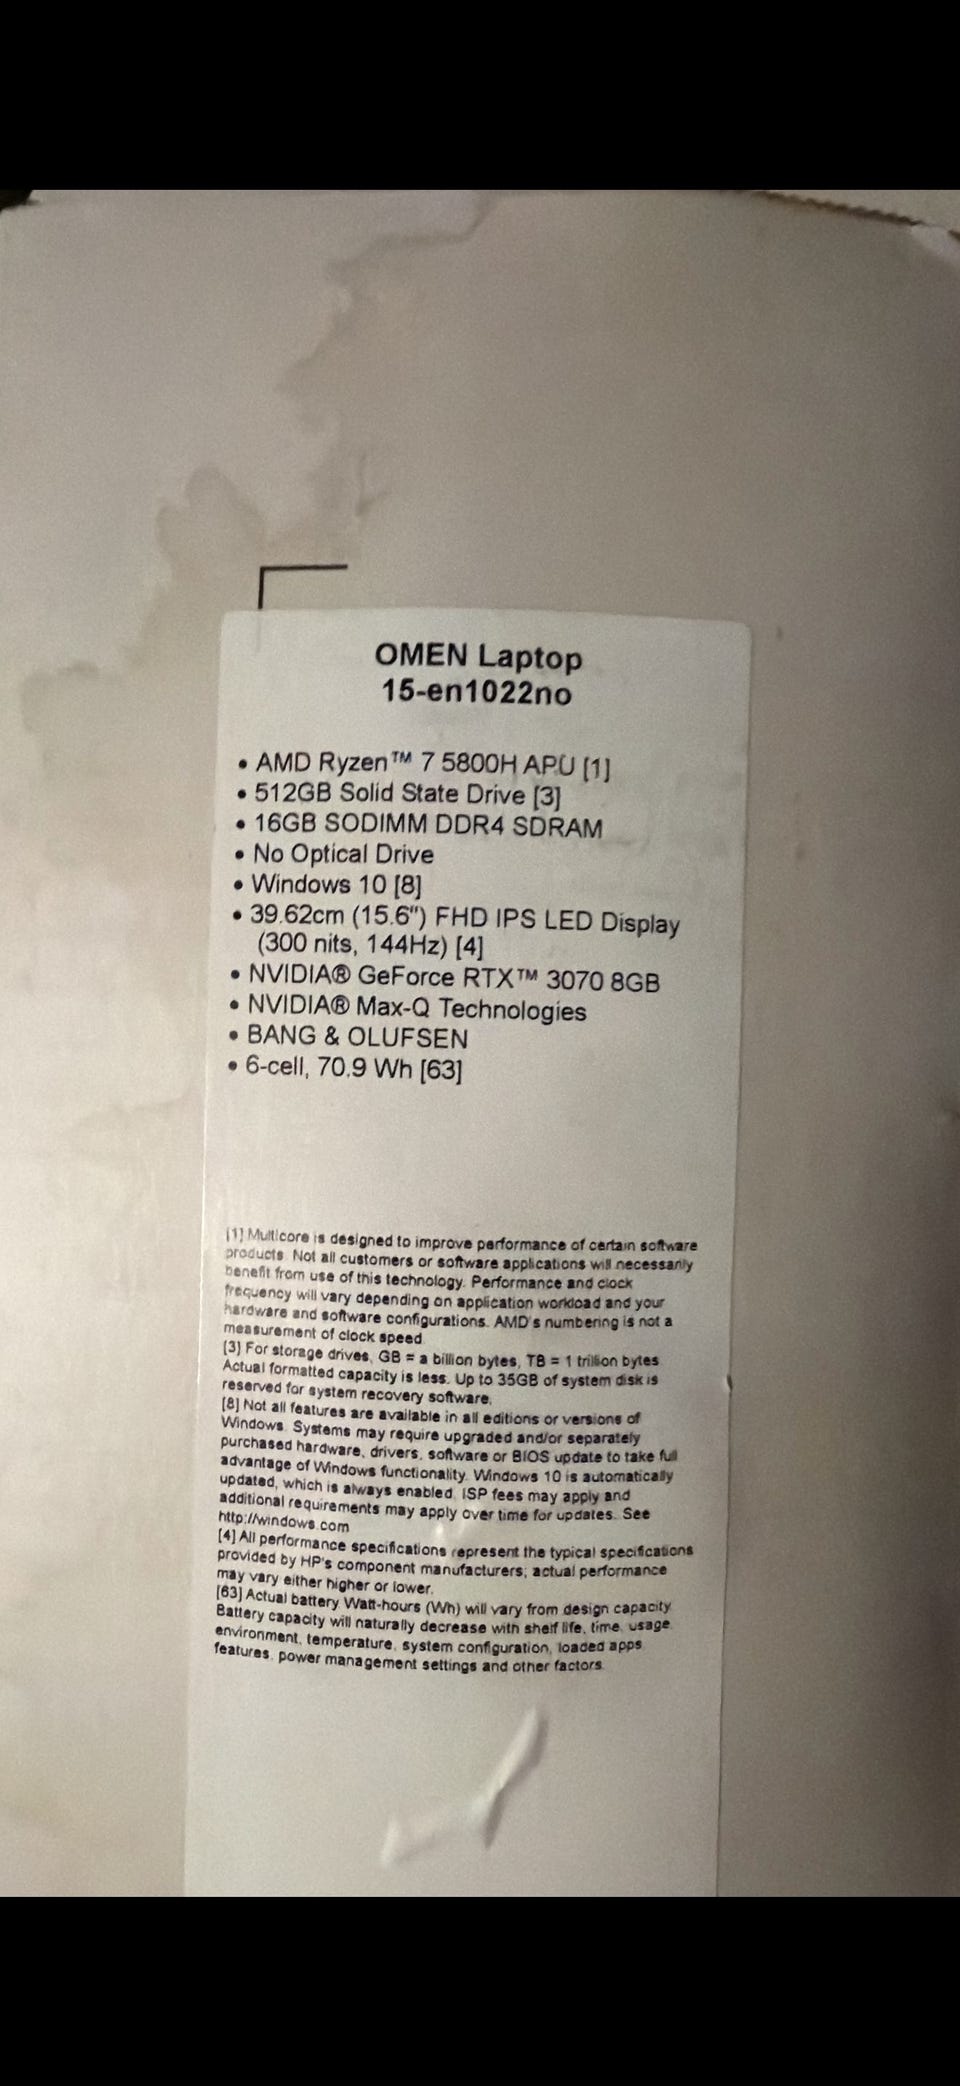 OMEN Laptop
15-en1022no
• AMD Ryzen™ 7 5800H APU [1]
• 512GB Solid State Drive [3]
• 16GB SODIMM DDR4 SDRAM
• No Optical Drive
• Windows 10 [8]
• 39.62cm (15.6") FHD IPS LED Display
(300 nits, 144Hz) [4]
• NVIDIA® GeForce RTX™ 3070 8GB
• NVIDIA® Max-Q Technologies
• BANG & OLUFSEN
• 6-cell, 70.9 Wh [63]
[1] Multicore is designed to improve performance of certain software
products. Not all customers or software applications will necessarily
benefit from use of this technology. Performance and clock
frequency will vary depending on application workload and your
hardware and software configurations. AMD's numbering is not a
measurement of clock speed.
[3] For storage drives, GB = a billion bytes, TB = 1 trillion bytes.
Actual formatted capacity is less. Up to 35GB of system disk is
reserved for system recovery software.
[8] Not all features are available in all editions or versions of
Windows. Systems may require upgraded and/or separately
purchased hardware, drivers, software or BIOS update to take full
advantage of Windows functionality. Windows 10 is automatically
updated, which is always enabled. ISP fees may apply and
additional requirements may apply over time for updates. See
http://windows.com
[4] All performance specifications represent the typical specifications
provided by HP's component manufacturers; actual performance
may vary either higher or lower.
[63] Actual battery Watt-hours (Wh) will vary from design capacity.
Battery capacity will naturally decrease with shelf life, time, usage,
environment, temperature, system configuration, loaded apps,
features, power management settings and other factors.